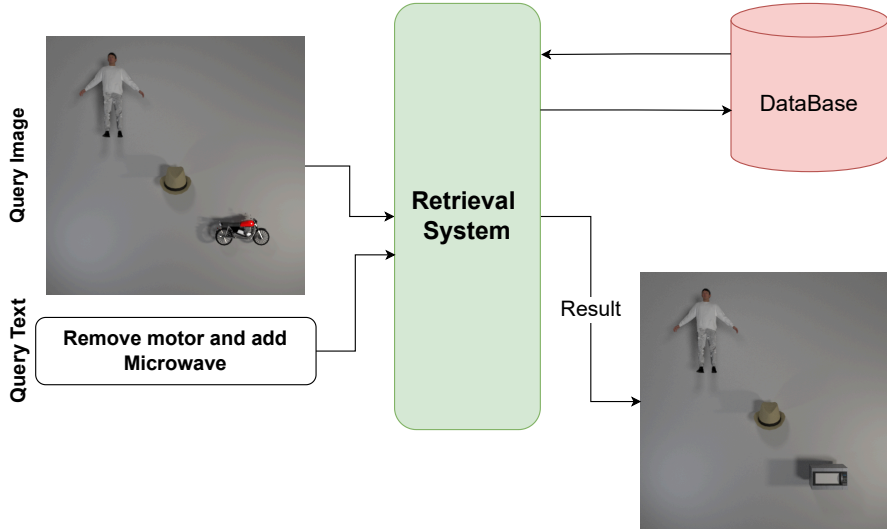 Query Image
Query Text
Remove motor and add
Microwave
Retrieval
System
DataBase
Result